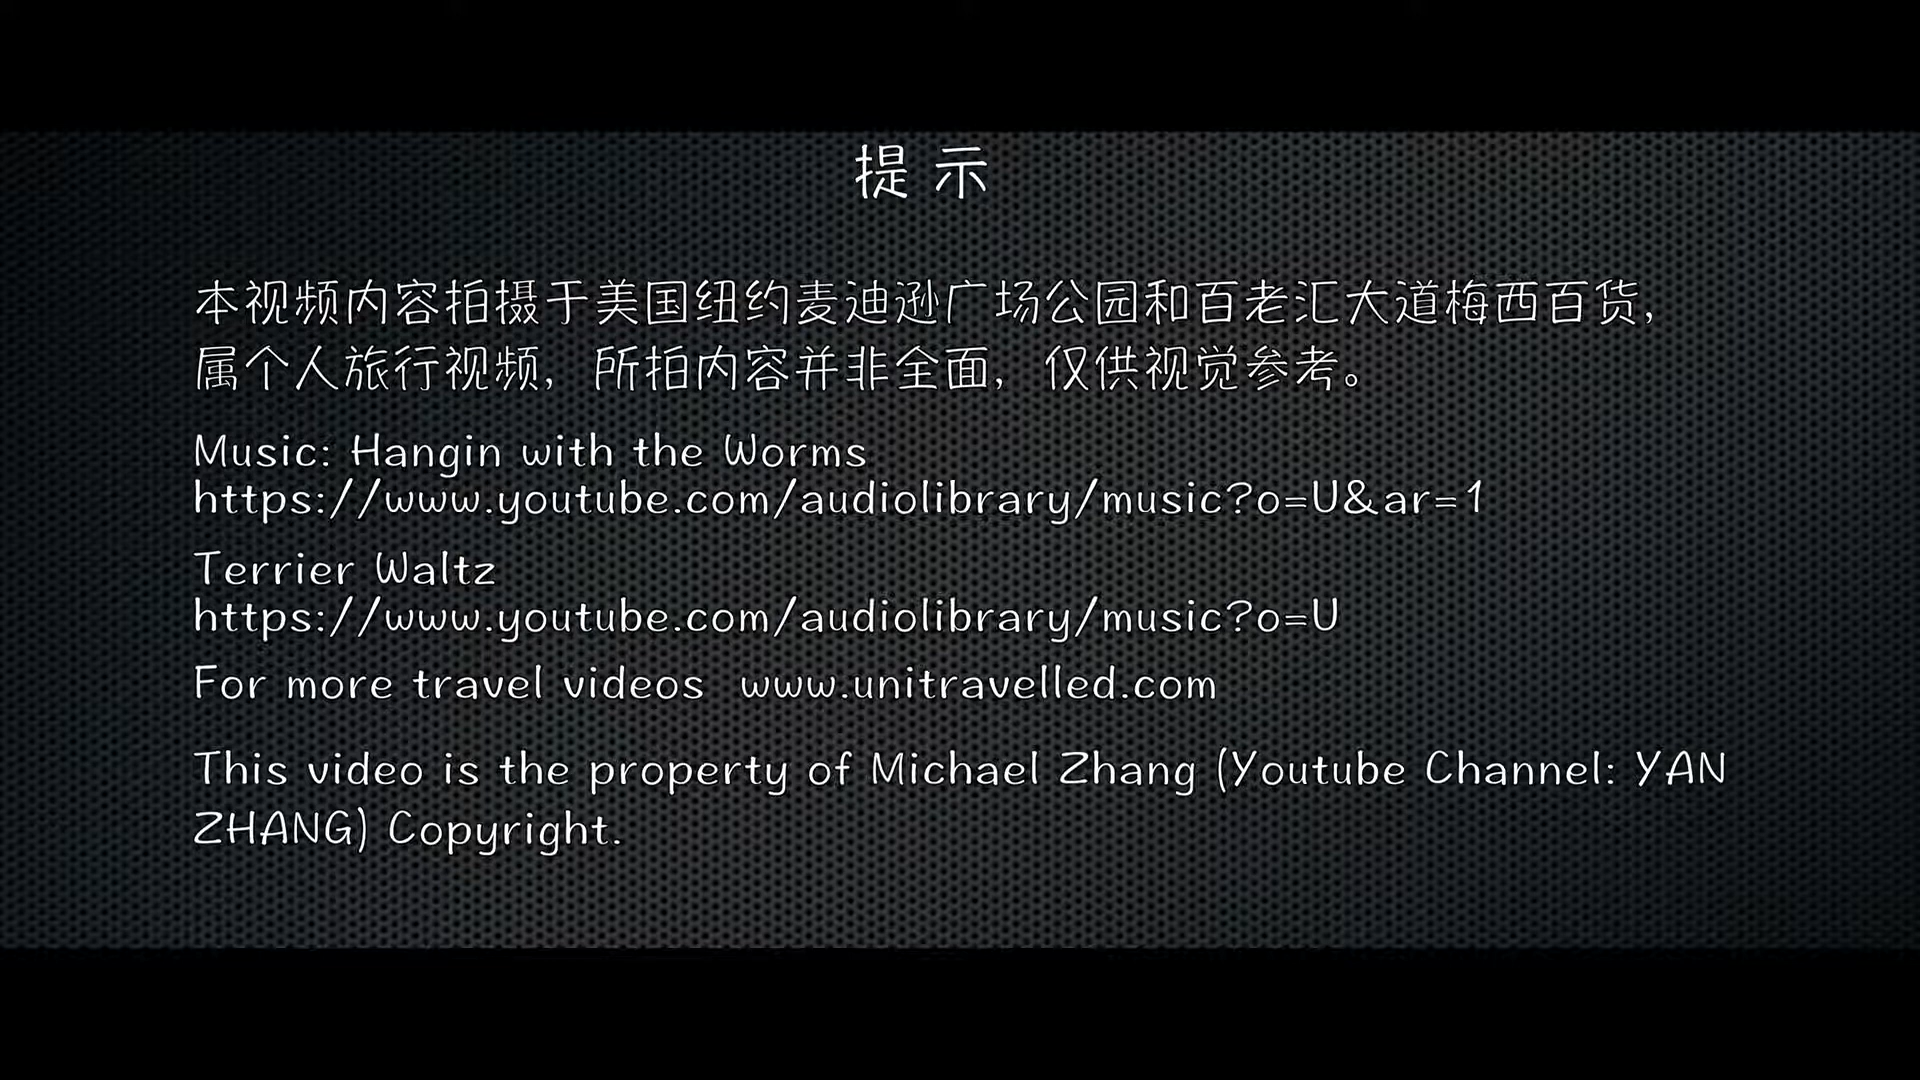 提示
本视频内容拍摄于美国纽约麦迪逊广场公园和百老汇大道梅西百货，
属个人旅行视频，所拍内容并非全面，仅供视觉参考。
Music: Hangin with the Worms
https://www.youtube.com/audiolibrary/music?o=U&ar=1
Terrier Waltz
https://www.youtube.com/audiolibrary/music?o=U
For more travel videos  www.unitravelled.com
This video is the property of Michael Zhang (Youtube Channel: YAN
ZHANG) Copyright.